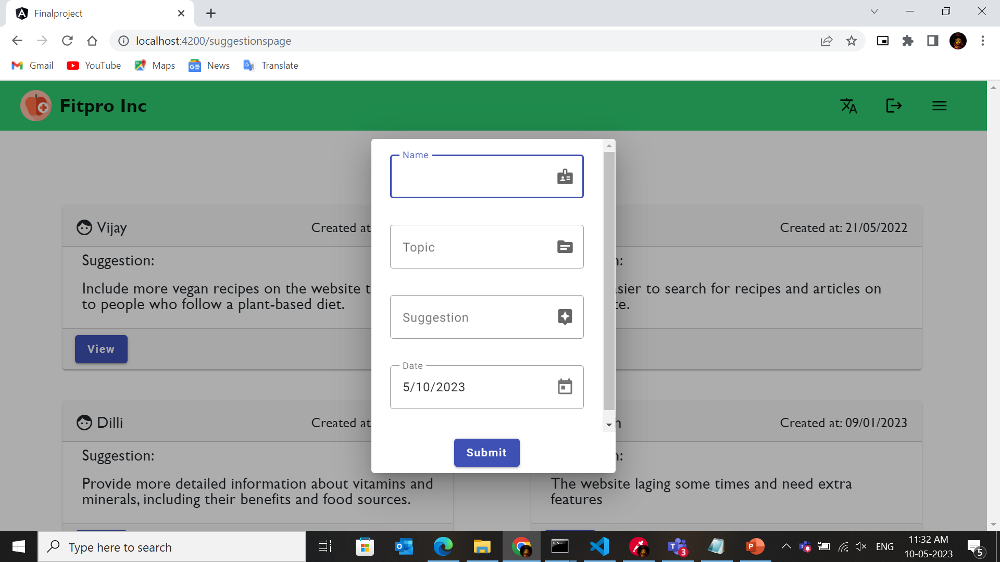 Finalproject
localhost:4200/suggestionspage
Gmail YouTube Maps News Translate
Fitpro Inc
Name
Topic
Suggestion
Date
5/10/2023
Submit
Vijay Created at
Suggestion:
Include more vegan recipes on the website
to people who follow a plant-based diet.
View
Created at: 21/05/2022
to search for recipes and articles on
Dilli Created at
Suggestion:
Provide more detailed information about vitamins and
minerals, including their benefits and food sources.
Created at: 09/01/2023
The website laging some times and need extra
features
Type here to search
3
ENG
11:32 AM
10-05-2023
5